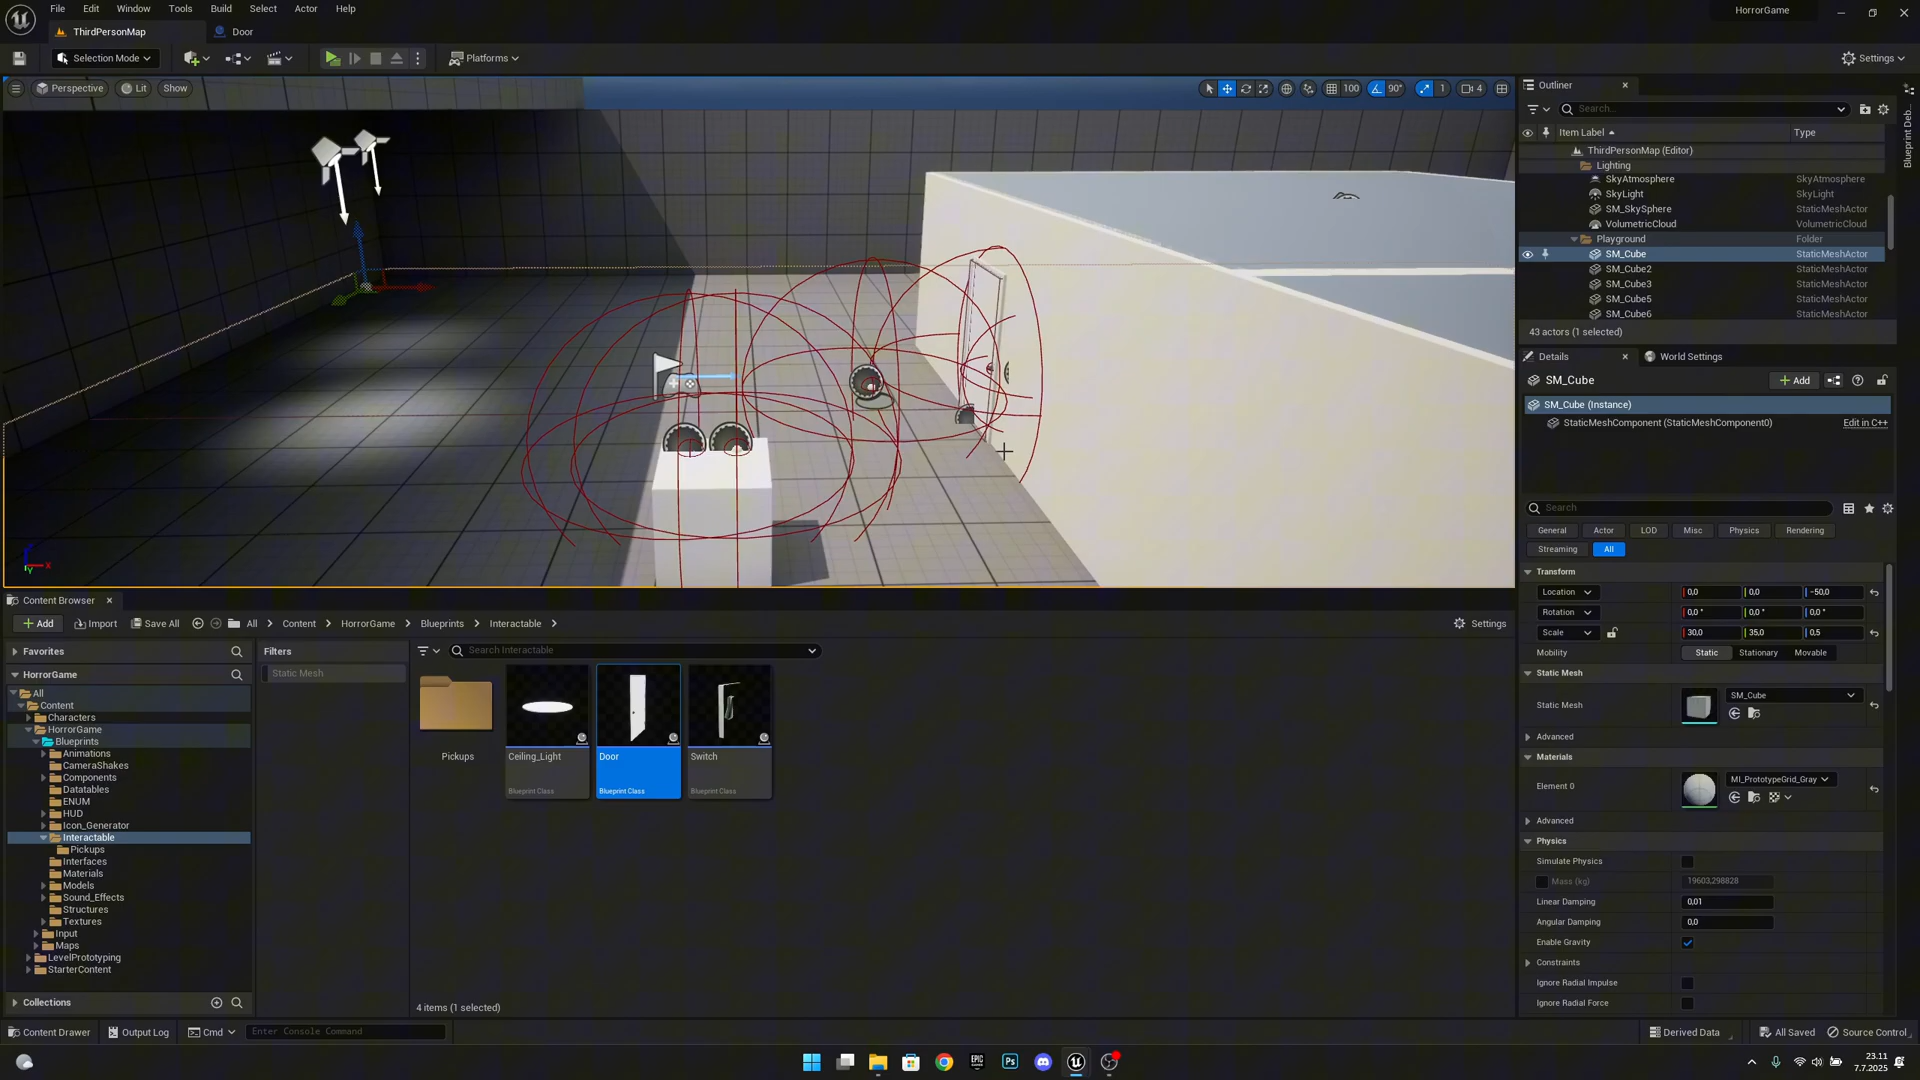 File Edit Window Tools Build Select Actor Help
HorrorGame
ThirdPersonMap Door
Selection Mode Platforms Settings
Perspective Lit Show
100 90° 1 4
Outliner
Search...
Item Label Type
ThirdPersonMap (Editor)
Lighting
SkyAtmosphere SkyAtmosphere
SkyLight SkyLight
SM_SkySphere StaticMeshActor
VolumetricCloud VolumetricCloud
Playground Folder
SM_Cube StaticMeshActor
SM_Cube2 StaticMeshActor
SM_Cube3 StaticMeshActor
SM_Cube5 StaticMeshActor
SM_Cube6 StaticMeshActor
43 actors (1 selected)
Blueprint Deb...
Details World Settings
SM_Cube Add
SM_Cube (Instance)
StaticMeshComponent (StaticMeshComponent0) Edit in C++
Search
General Actor LOD Misc Physics Rendering
Streaming All
Transform
Location 0,0 0,0 -50,0
Rotation 0,0 ° 0,0 ° 0,0 °
Scale 30,0 35,0 0,5
Mobility Static Stationary Movable
Static Mesh
Static Mesh SM_Cube
Advanced
Materials
Element 0 MI_PrototypeGrid_Gray
Advanced
Physics
Simulate Physics
Mass (kg) 19603,298828
Linear Damping 0,01
Angular Damping 0,0
Enable Gravity
Constraints
Ignore Radial Impulse
Ignore Radial Force
Content Browser
Add Import Save All All Content HorrorGame Blueprints Interactable Settings
Favorites
HorrorGame
All
Content
Characters
HorrorGame
Blueprints
Animations
CameraShakes
Components
Datatables
ENUM
HUD
Icon_Generator
Interactable
Pickups
Interfaces
Materials
Models
Sound_Effects
Structures
Textures
Input
Maps
LevelPrototyping
StarterContent
Collections
Filters
Static Mesh
Search Interactable
Pickups
Ceiling_Light
Blueprint Class
Door
Blueprint Class
Switch
Blueprint Class
4 items (1 selected)
Content Drawer Output Log Cmd Enter Console Command Derived Data All Saved Source Control
EPIC
Ps
23.11
7.7.2025